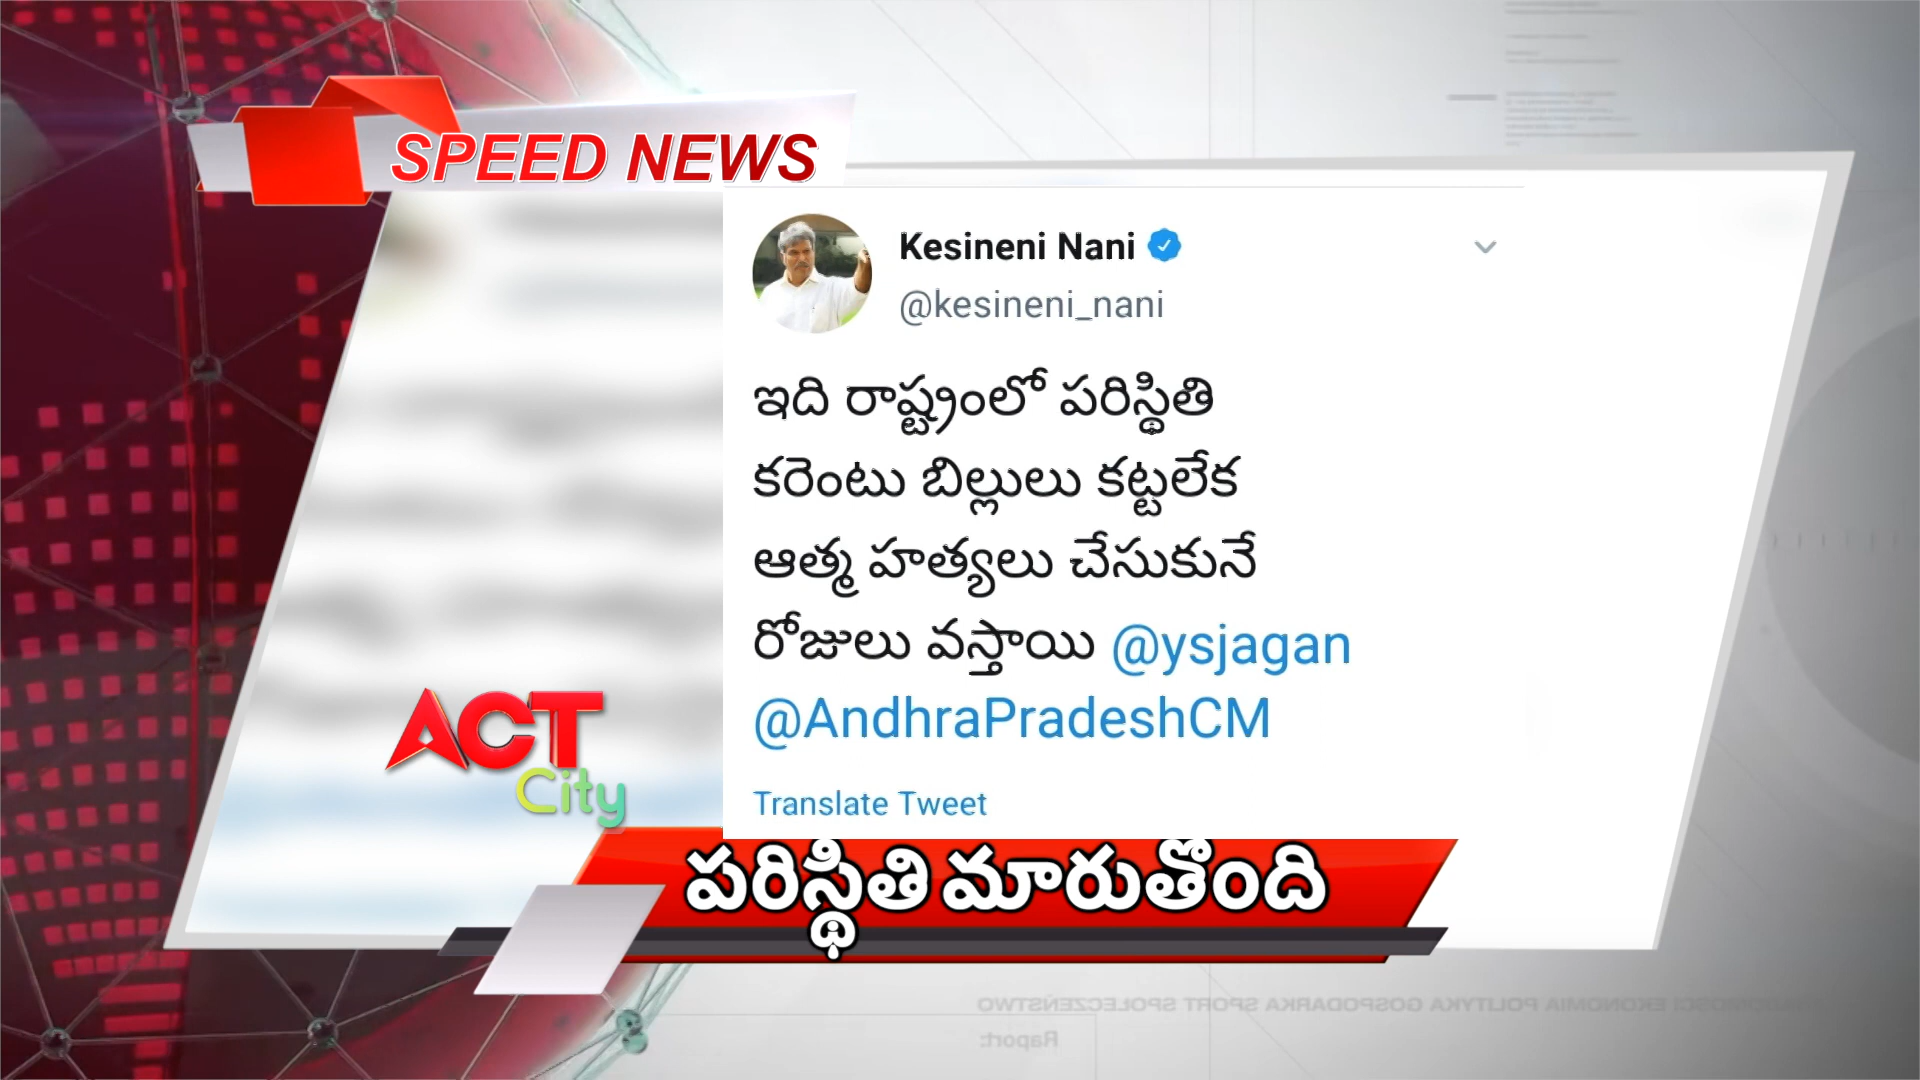 SPEED NEWS
Kesineni Nani
@kesineni_nani
ఇది రాష్ట్రంలో పరిస్థితి
కరెంటు బిల్లులు కట్టలేక
ఆత్మ హత్యలు చేసుకునే
రోజులు వస్తాయి @ysjagan
@AndhraPradeshCM
Translate Tweet
ACT
City
పరిస్థితి మారుతోంది